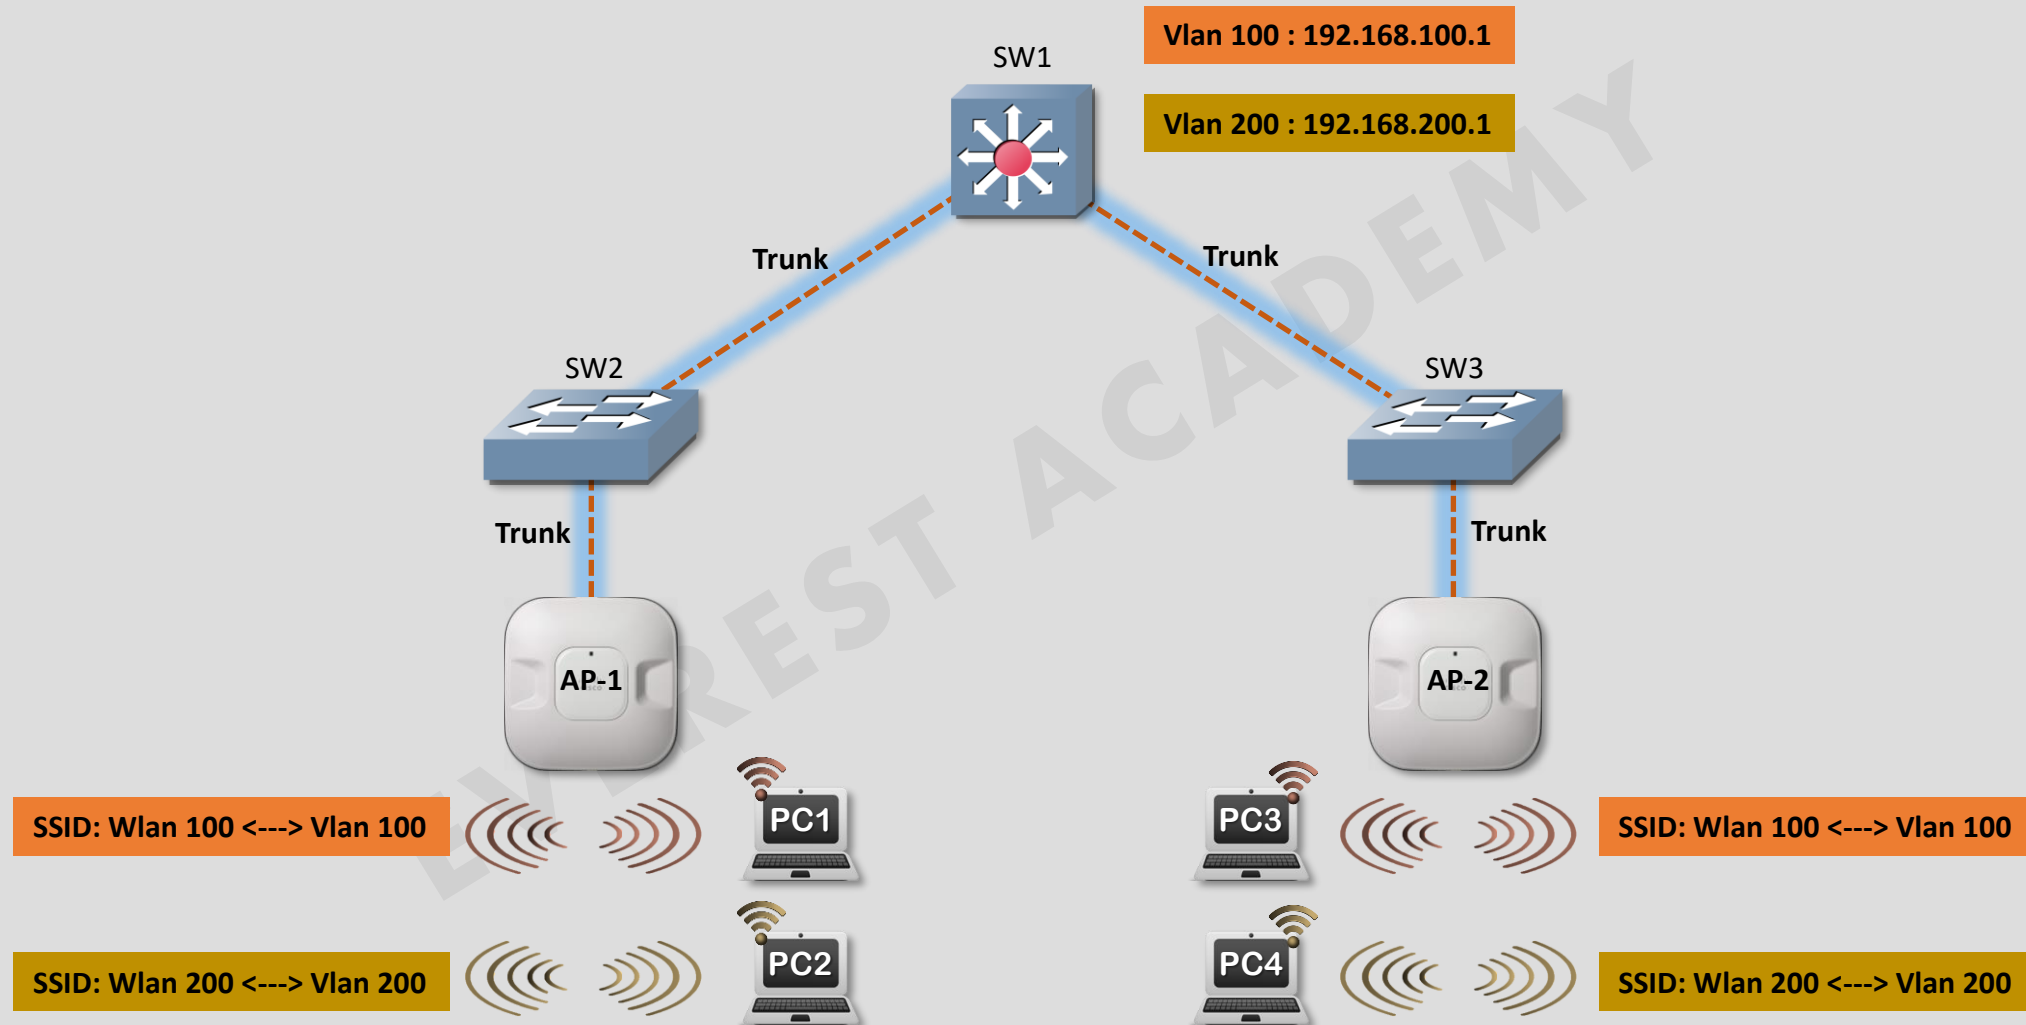 SW1
Vlan 100 : 192.168.100.1
Vlan 200 : 192.168.200.1
Trunk
Trunk
SW2
SW3
Trunk
Trunk
AP-1
AP-2
EVEREST ACADEMY
SSID: Wlan 100 <---> Vlan 100
PC1
PC3
SSID: Wlan 100 <---> Vlan 100
SSID: Wlan 200 <---> Vlan 200
PC2
PC4
SSID: Wlan 200 <---> Vlan 200